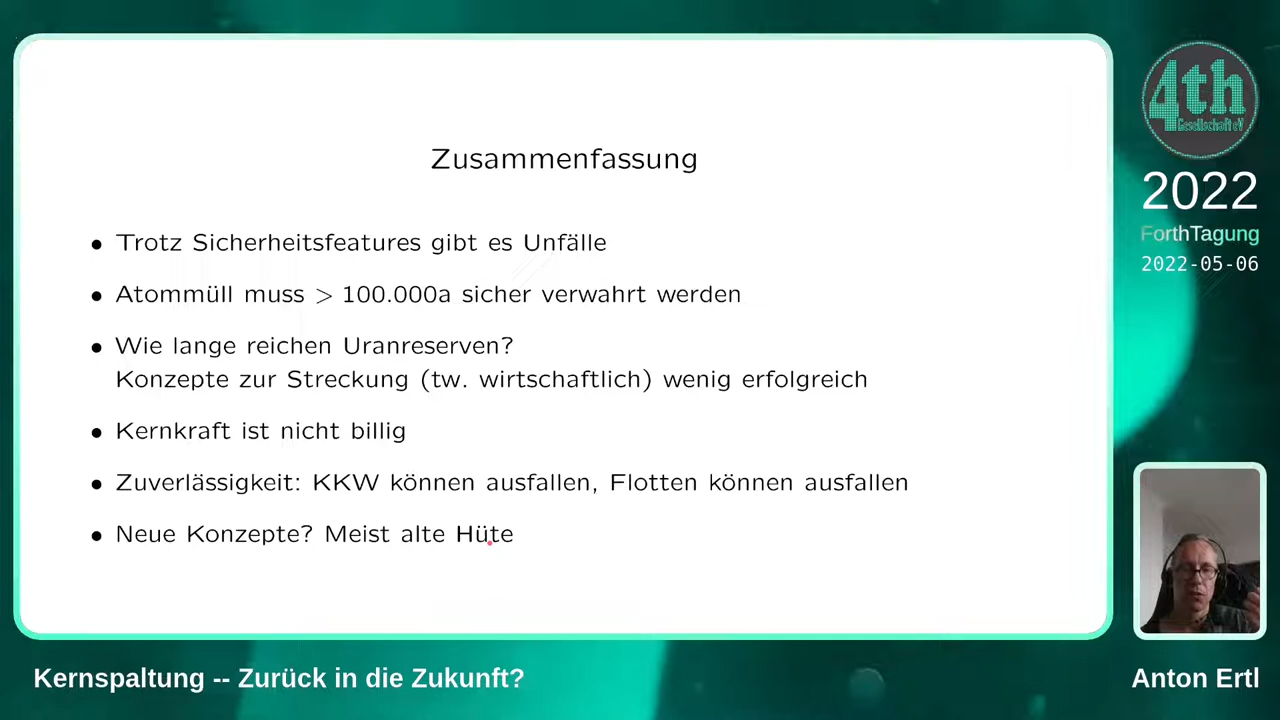 Zusammenfassung
• Trotz Sicherheitsfeatures gibt es Unfälle
• Atommüll muss > 100.000a sicher verwahrt werden
• Wie lange reichen Uranreserven?
Konzepte zur Streckung (tw. wirtschaftlich) wenig erfolgreich
• Kernkraft ist nicht billig
• Zuverlässigkeit: KKW können ausfallen, Flotten können ausfallen
• Neue Konzepte? Meist alte Hüte
4th
Gesellschaft eV
2022
ForthTagung
2022-05-06
Kernspaltung -- Zurück in die Zukunft?
Anton Ertl